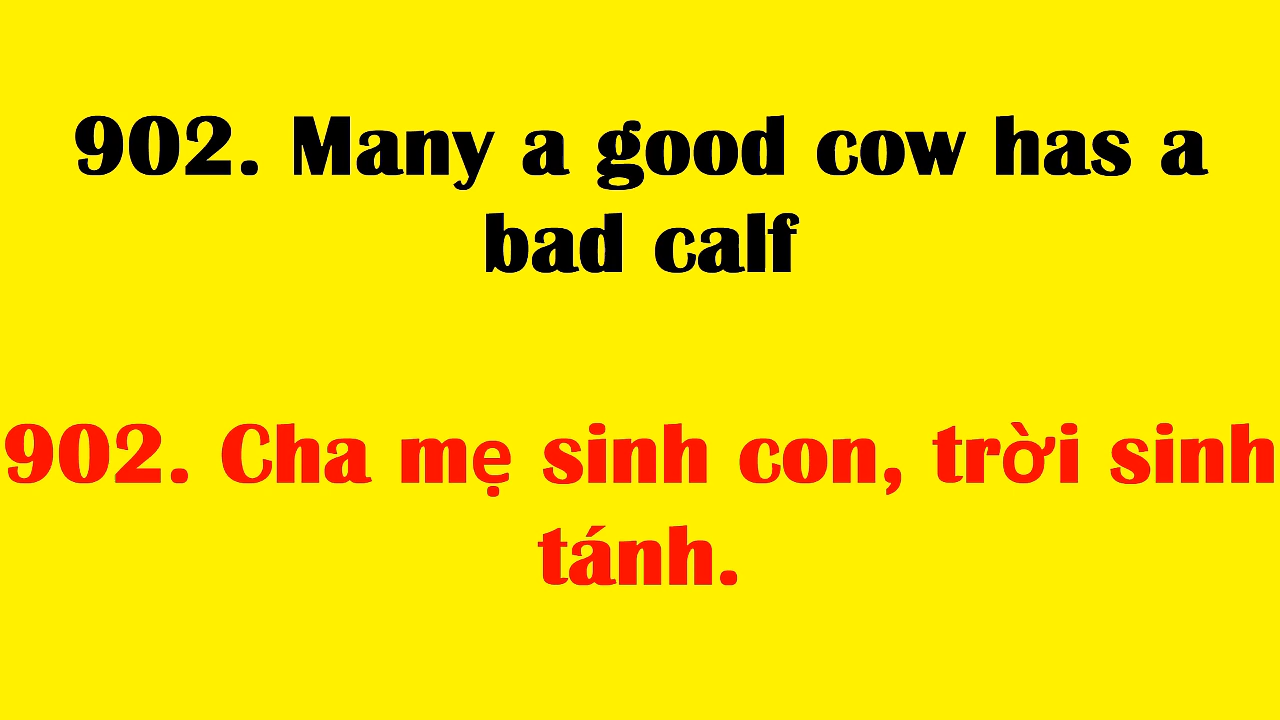 902. Many a good cow has a
bad calf
902. Cha mẹ sinh con, trời sinh
tánh.